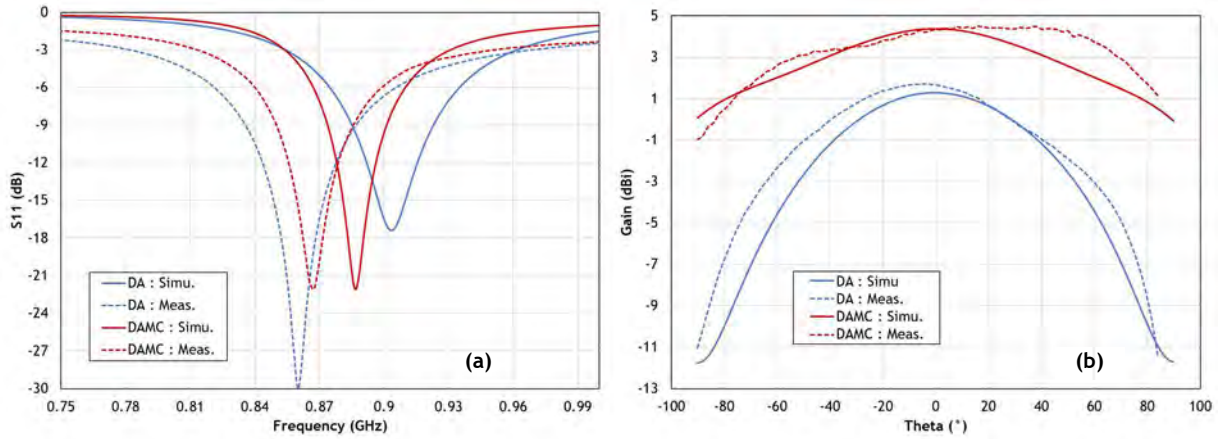 0
-3
-6
-9
-12
-15
-18
-21
-24
-27
-30
S11 (dB)
0.75
0.78
0.81
0.84
0.87
0.9
0.93
0.96
0.99
Frequency (GHz)
DA : Simu.
DA : Meas.
DAMC : Simu.
DAMC : Meas.
(a)
5
3
1
-1
-3
-5
-7
-9
-11
-13
Gain (dBi)
-100
-80
-60
-40
-20
0
20
40
60
80
100
Theta (°)
DA : Simu
DA : Meas.
DAMC : Simu.
DAMC : Meas.
(b)